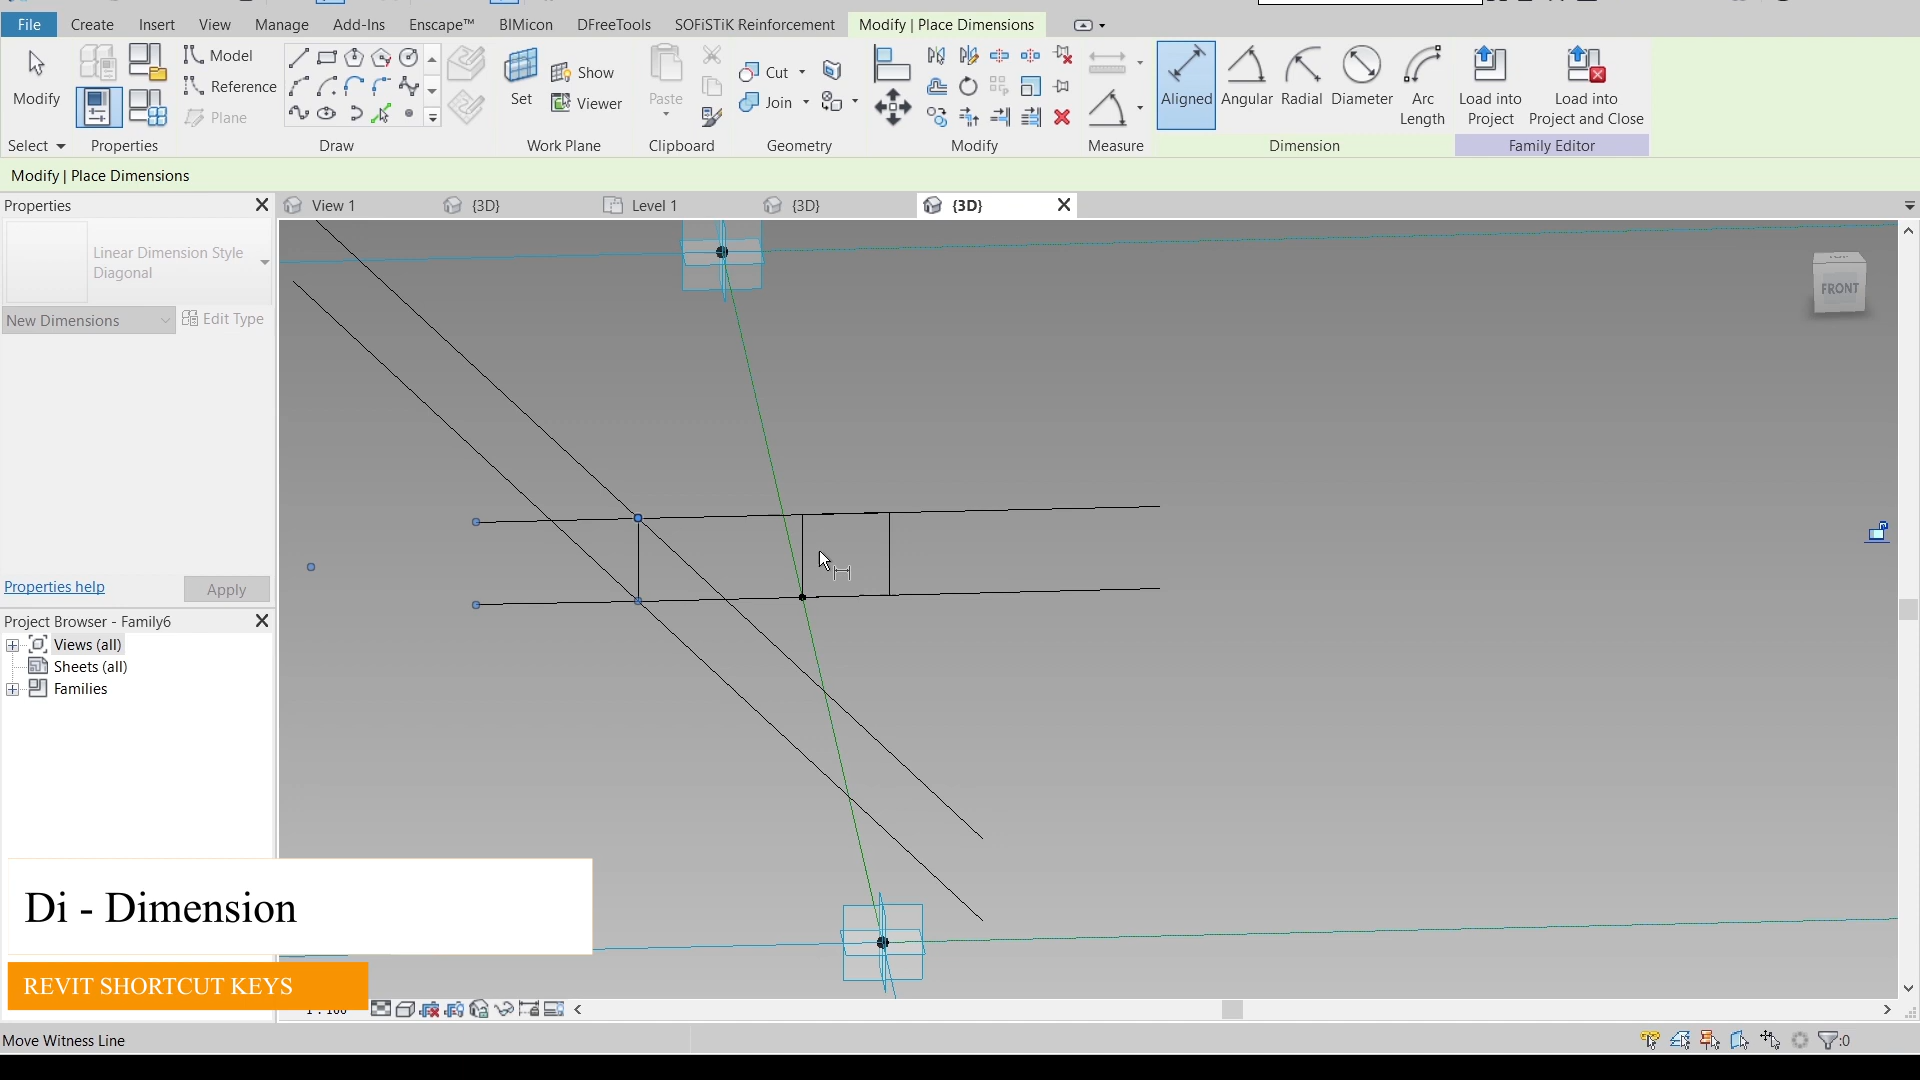 File Create Insert View Manage Add-Ins Enscape™ BIMicon DFreeTools SOFiSTiK Reinforcement Modify | Place Dimensions
Modify
Model
Reference
Plane
Set
Show
Viewer
Paste
Cut
Join
Aligned Angular Radial Diameter Arc Length
Load into Project
Load into Project and Close
Select Properties Draw Work Plane Clipboard Geometry Modify Measure Dimension Family Editor
Modify | Place Dimensions
Properties
View 1 {3D} Level 1 {3D} {3D}
Linear Dimension Style
Diagonal
New Dimensions Edit Type
FRONT
Properties help Apply
Project Browser - Family6
Views (all)
Sheets (all)
Families
Di - Dimension
REVIT SHORTCUT KEYS
Move Witness Line
:0